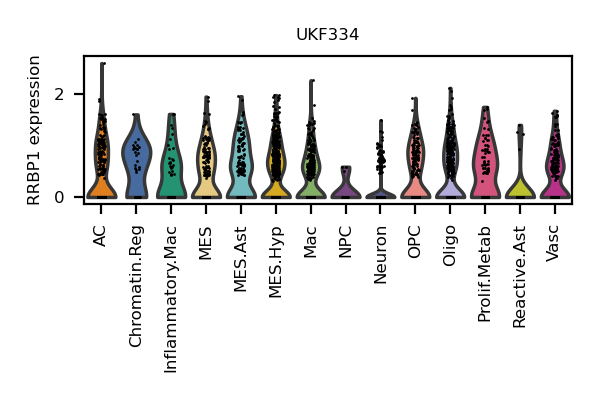 UKF334
RRBP1 expression
2
0
AC
Chromatin.Reg
Inflammatory.Mac
MES
MES.Ast
MES.Hyp
Mac
NPC
Neuron
OPC
Oligo
Prolif.Metab
Reactive.Ast
Vasc